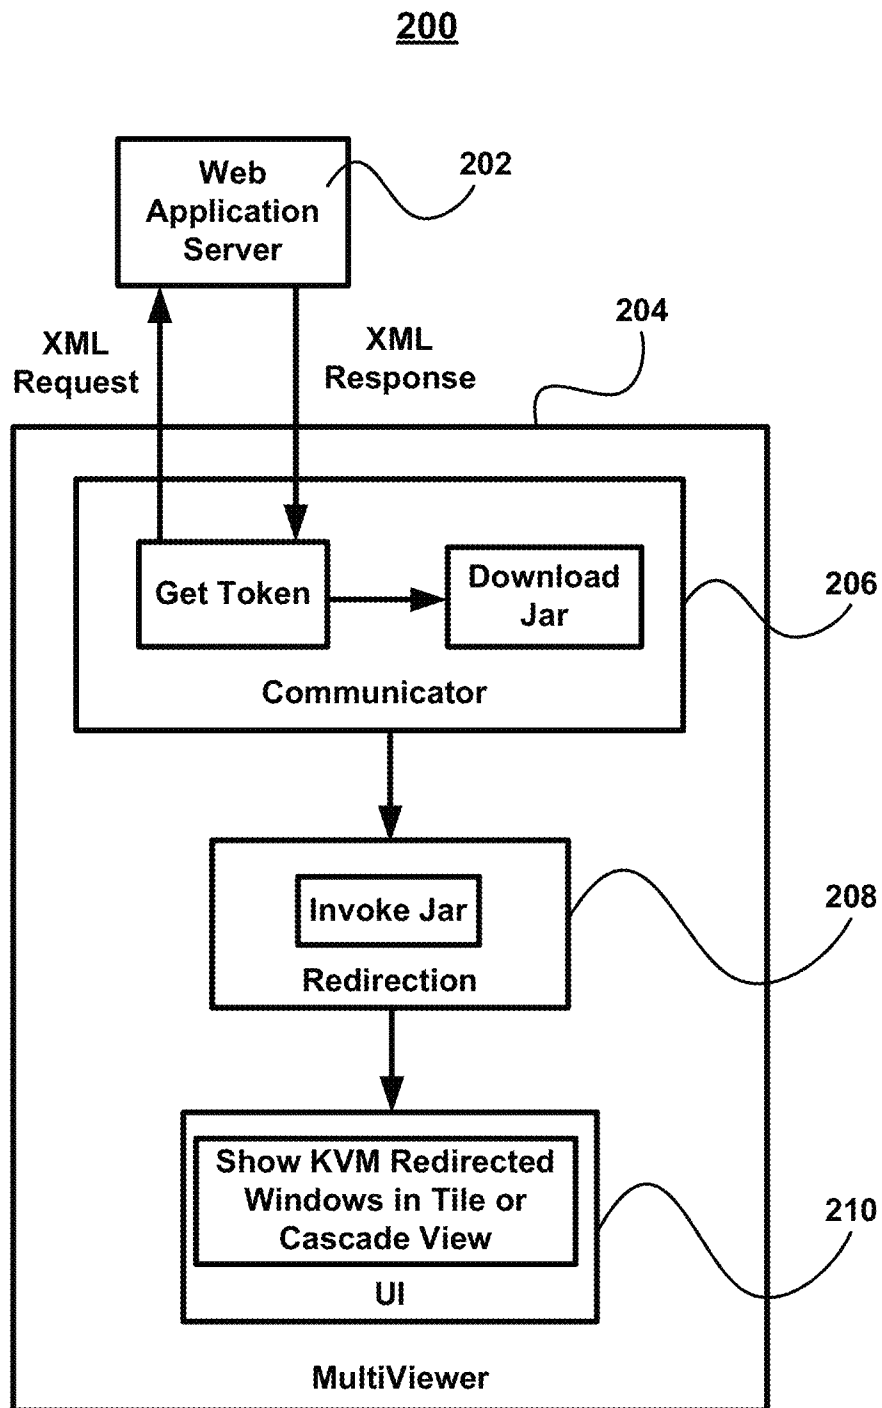 200
Web
Application
Server
202
XML
Request
XML
Response
204
Get Token
Download
Jar
206
Communicator
Invoke Jar
208
Redirection
Show KVM Redirected
Windows in Tile or
Cascade View
210
UI
MultiViewer